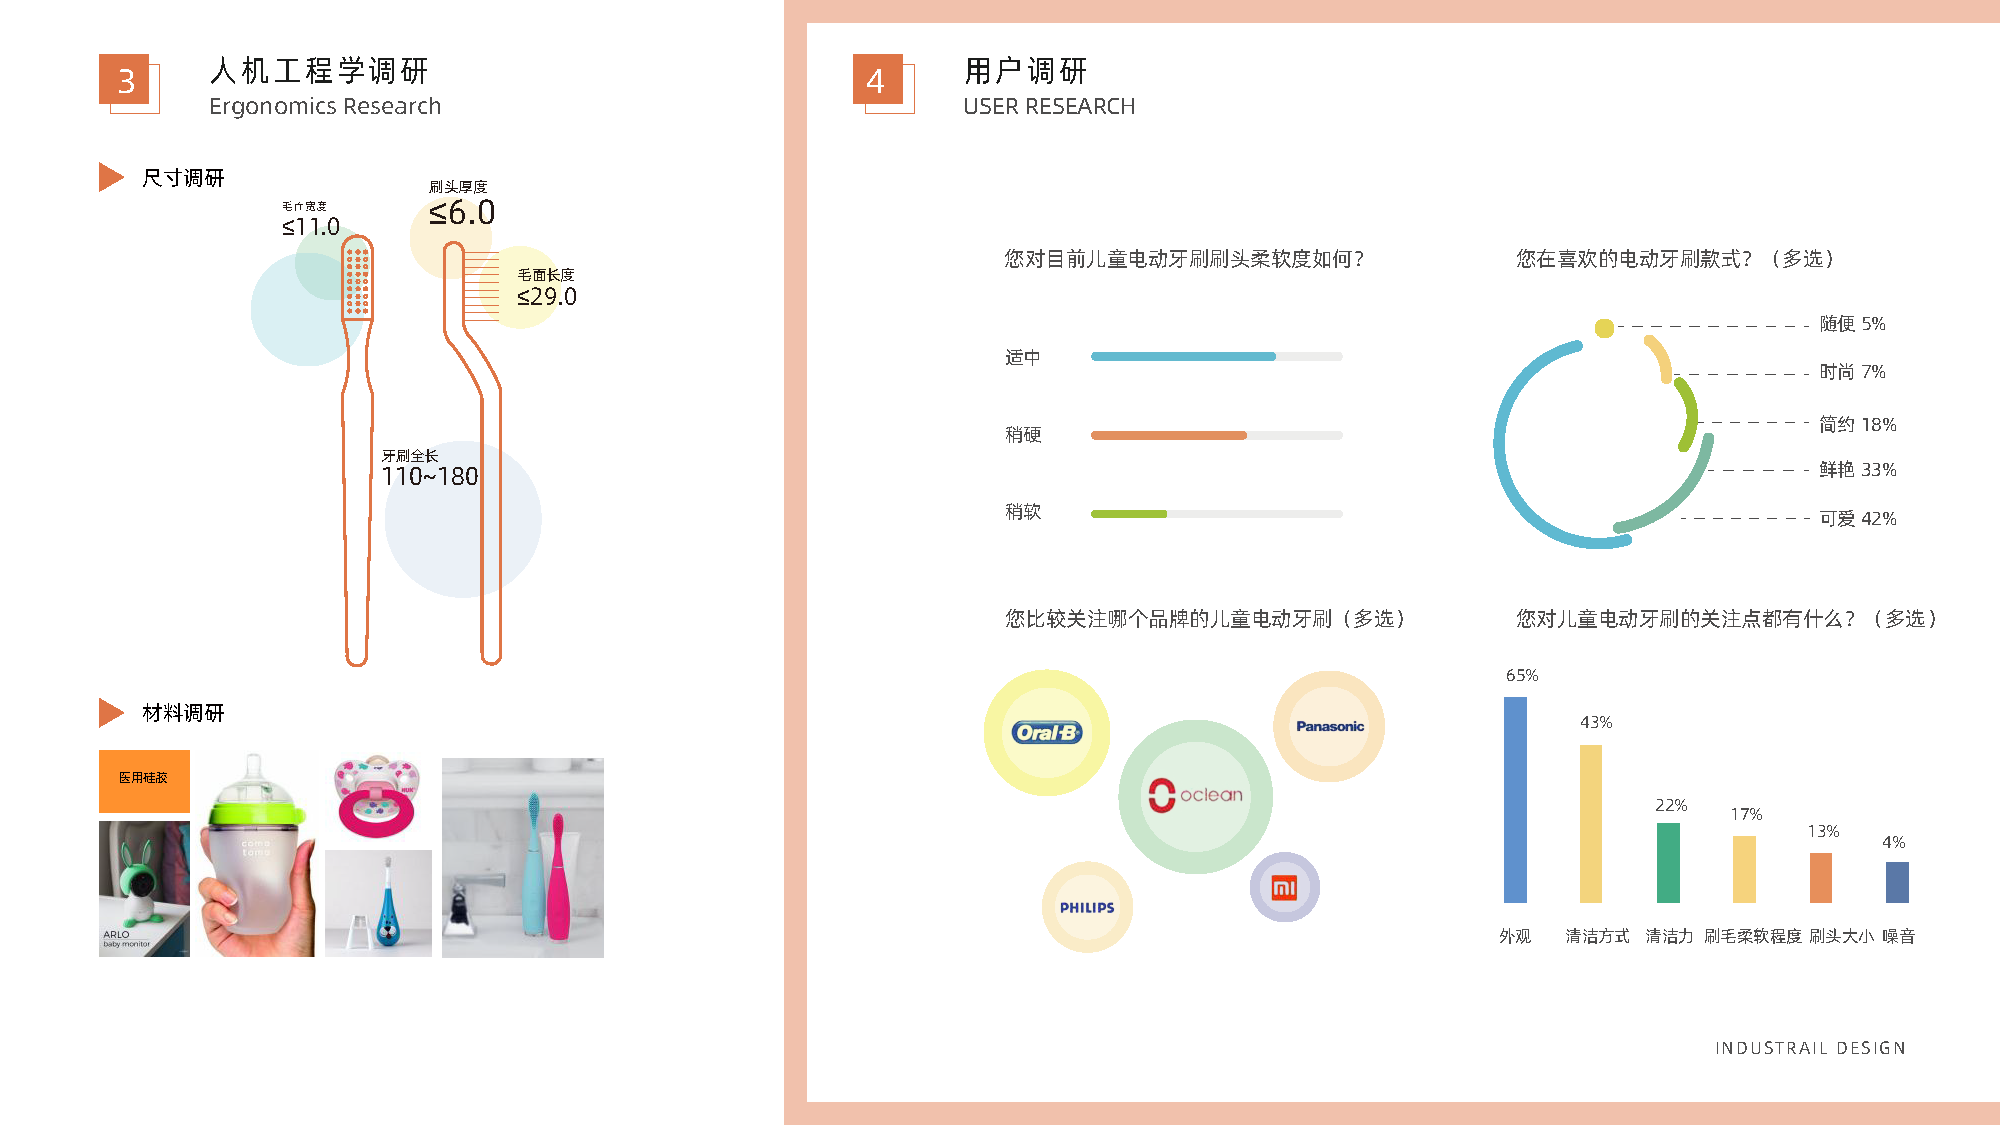 3
人机工程学调研
Ergonomics Research
尺寸调研
刷头厚度
≤6.0
≤11.0
毛面长度
≤29.0
牙刷全长
110~180
材料调研
医用硅胶
como
tomo
NUK
ARLO
baby monitor
4
用户调研
USER RESEARCH
您对目前儿童电动牙刷刷头柔软度如何？
适中
稍硬
稍软
您在喜欢的电动牙刷款式？（多选）
随便 5%
时尚 7%
简约 18%
鲜艳 33%
可爱 42%
您比较关注哪个品牌的儿童电动牙刷（多选）
Oral-B
Panasonic
oclean
PHILIPS
mi
您对儿童电动牙刷的关注点都有什么？（多选）
65%
43%
22%
17%
13%
4%
外观 清洁方式 清洁力 刷毛柔软程度 刷头大小 噪音
INDUSTRAIL DESIGN